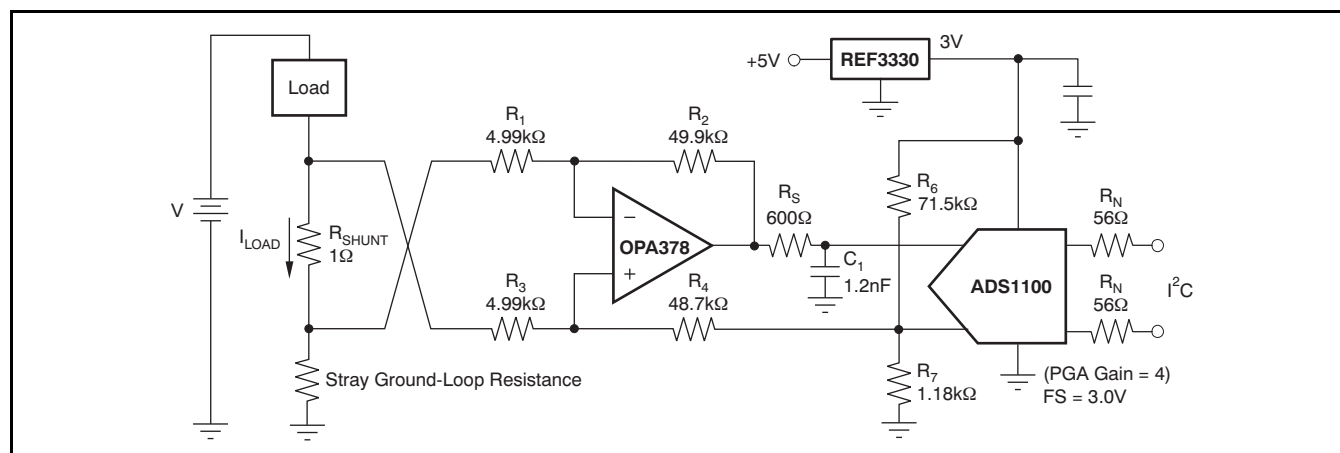 3V
+5V
REF3330
Load
R1
4.99kΩ
R2
49.9kΩ
R6
71.5kΩ
RS
600Ω
RN
56Ω
V
ILOAD
RSHUNT
1Ω
−
OPA378
+
C1
1.2nF
ADS1100
RN
56Ω
I²C
R3
4.99kΩ
R4
48.7kΩ
Stray Ground-Loop Resistance
R7
1.18kΩ
(PGA Gain = 4)
FS = 3.0V